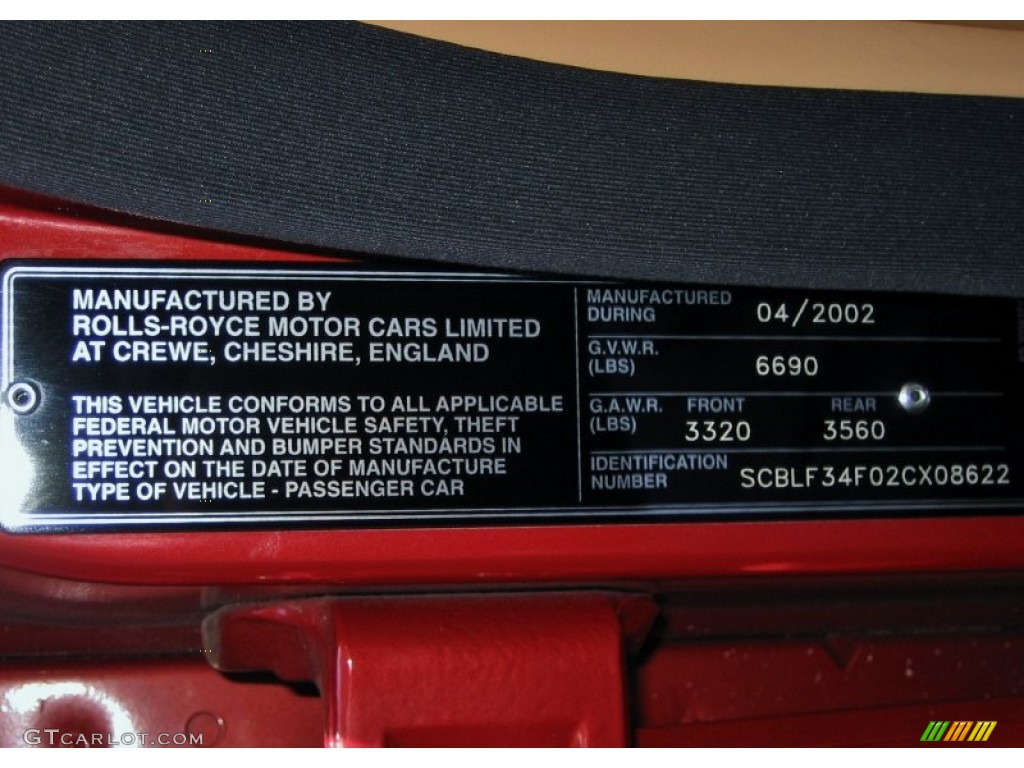 MANUFACTURED BY
ROLLS-ROYCE MOTOR CARS LIMITED
AT CREWE, CHESHIRE, ENGLAND
THIS VEHICLE CONFORMS TO ALL APPLICABLE
FEDERAL MOTOR VEHICLE SAFETY, THEFT
PREVENTION AND BUMPER STANDARDS IN
EFFECT ON THE DATE OF MANUFACTURE
TYPE OF VEHICLE - PASSENGER CAR
MANUFACTURED
DURING 04/2002
G.V.W.R.
(LBS) 6690
G.A.W.R. FRONT REAR
(LBS) 3320 3560
IDENTIFICATION
NUMBER SCBLF34F02CX08622
GTCARLOT.COM